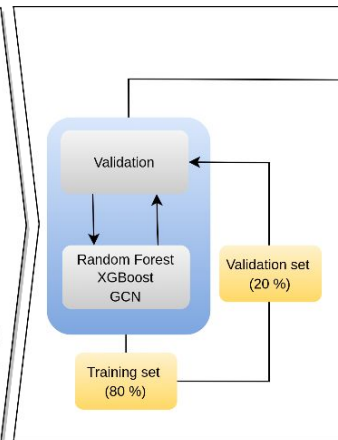 Validation
Random Forest
XGBoost
GCN
Validation set
(20 %)
Training set
(80 %)